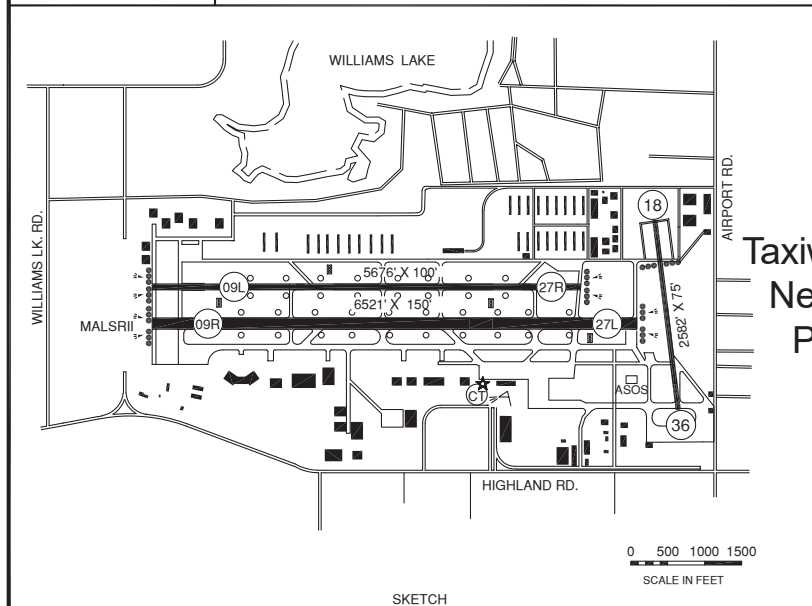 WILLIAMS LAKE
WILLIAMS LK. RD.
AIRPORT RD.
18
Taxiw
Ne
P
5676' X 100'
09L
27R
6521' X 150'
MALSRII
09R
27L
2582' X 75'
ASOS
CT
36
HIGHLAND RD.
0 500 1000 1500
SCALE IN FEET
SKETCH